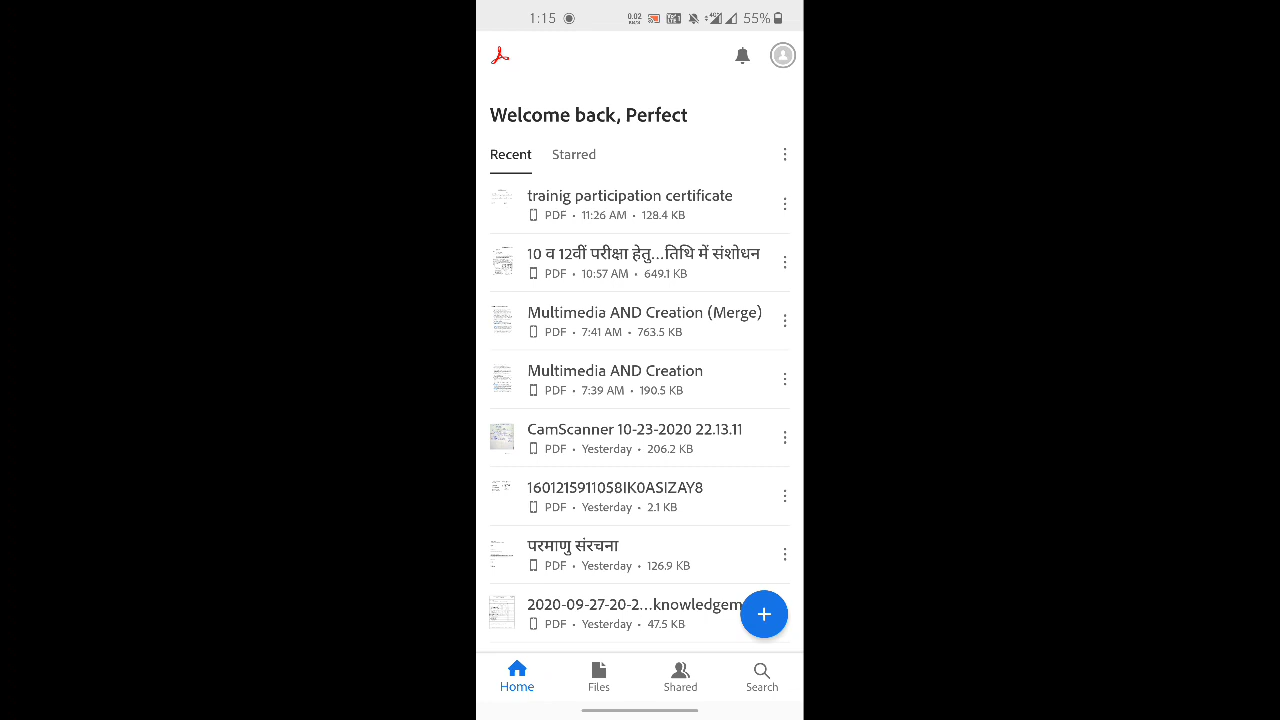 1:15 55%
Welcome back, Perfect
Recent Starred
trainig participation certificate
PDF • 11:26 AM • 128.4 KB
10 व 12वीं परीक्षा हेतु...तिथि में संशोधन
PDF • 10:57 AM • 649.1 KB
Multimedia AND Creation (Merge)
PDF • 7:41 AM • 763.5 KB
Multimedia AND Creation
PDF • 7:39 AM • 190.5 KB
CamScanner 10-23-2020 22.13.11
PDF • Yesterday • 206.2 KB
1601215911058IK0ASIZAY8
PDF • Yesterday • 2.1 KB
परमाणु संरचना
PDF • Yesterday • 126.9 KB
2020-09-27-20-2...knowledgem
PDF • Yesterday • 47.5 KB
Home Files Shared Search